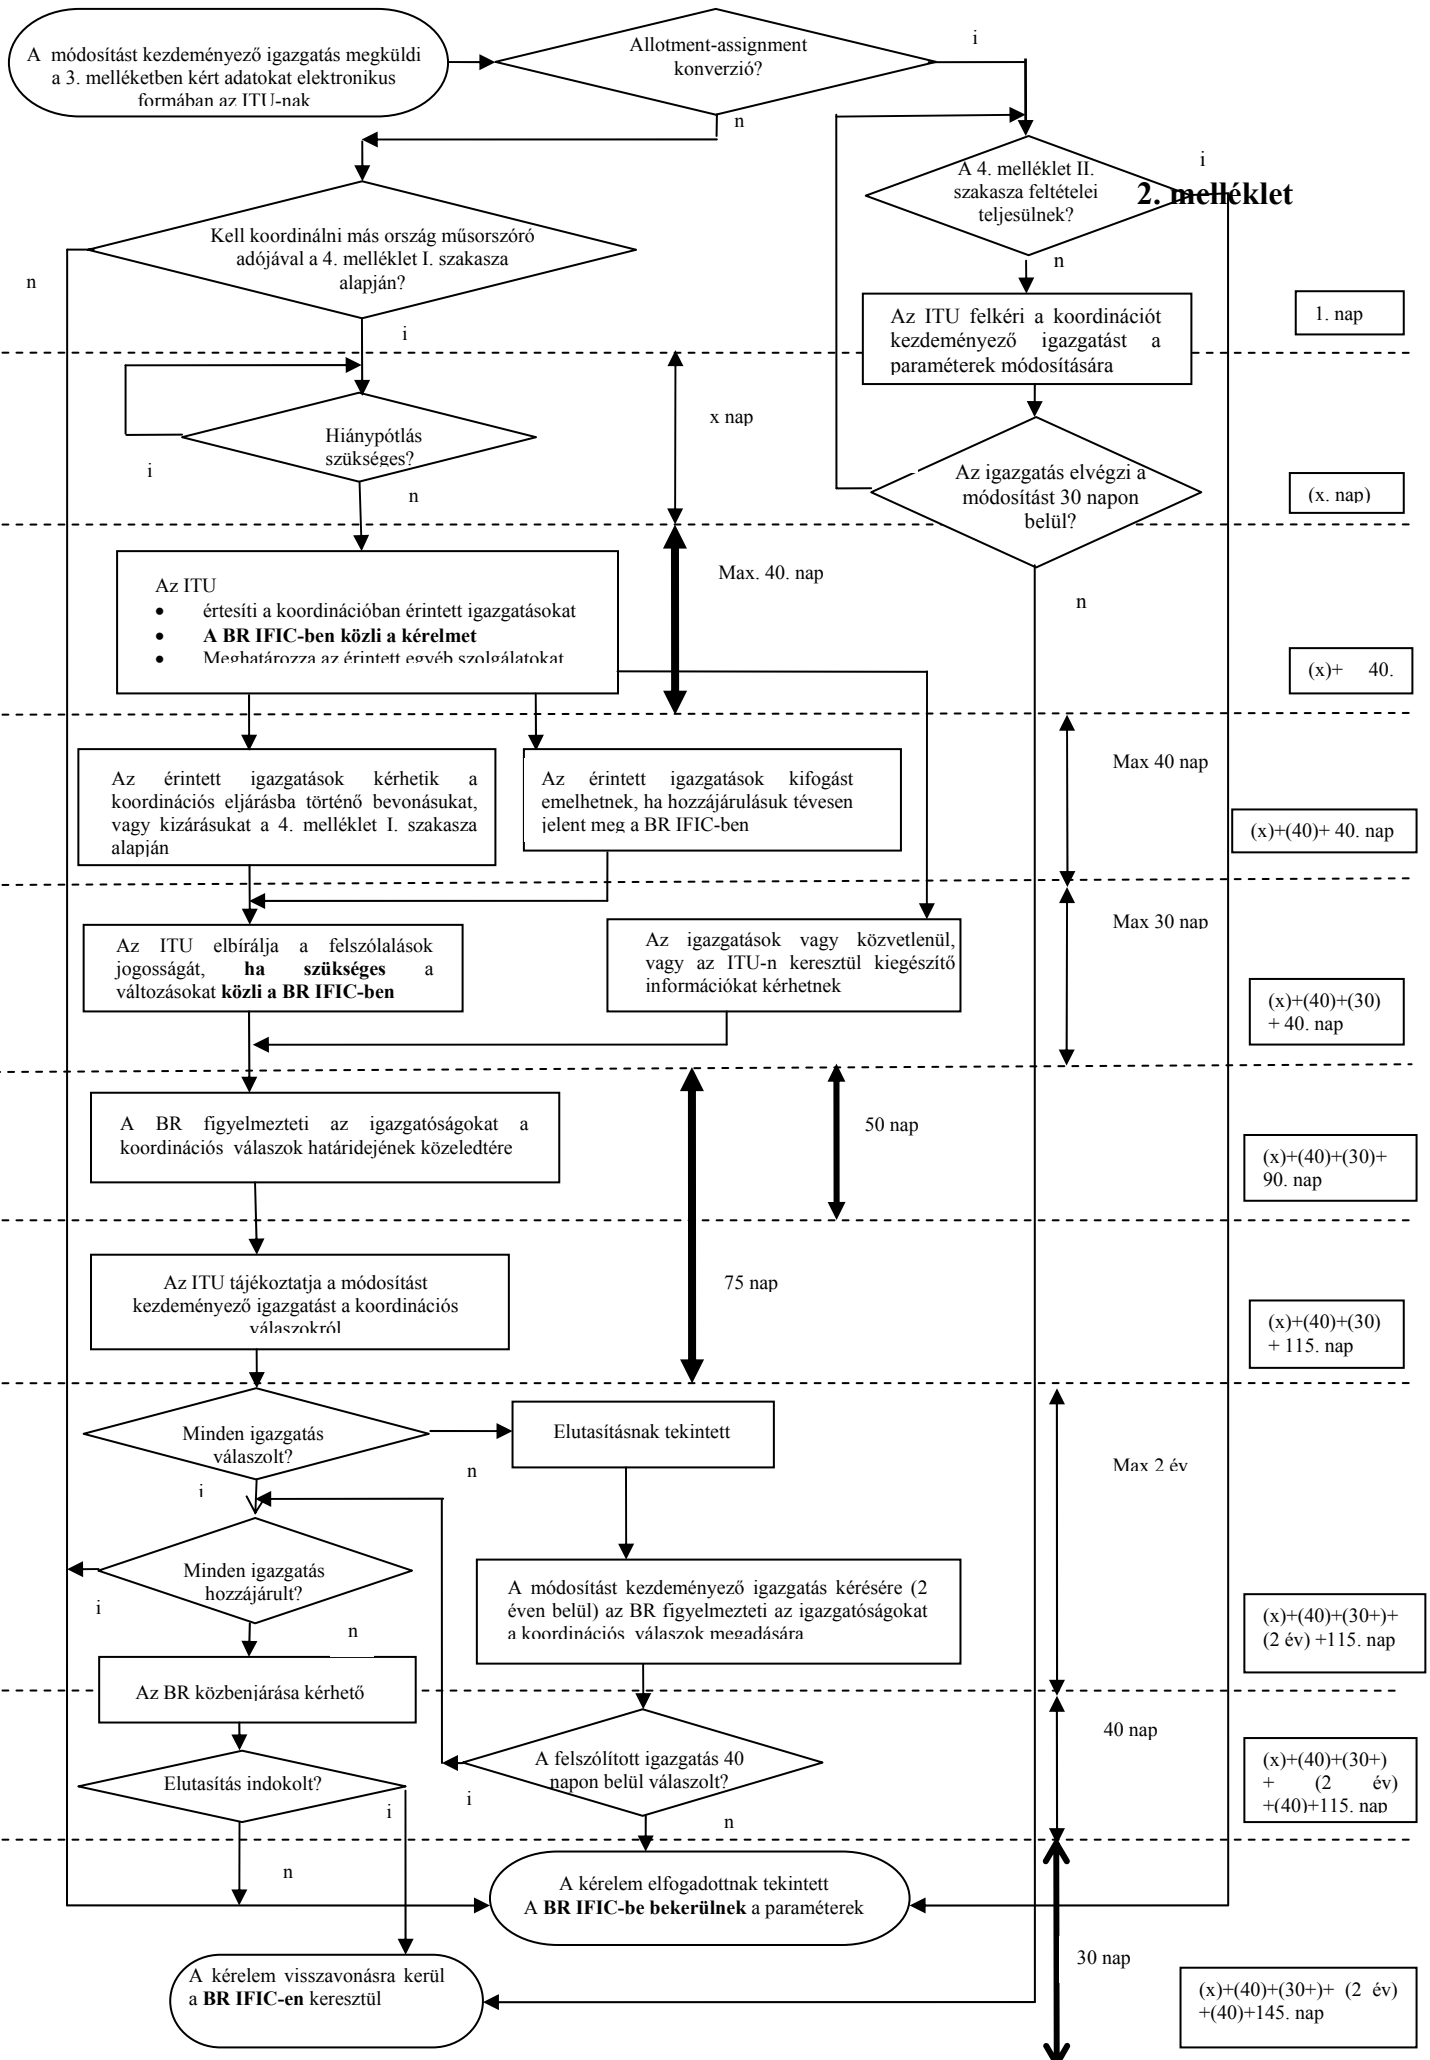 A módosítást kezdeményező igazgatás megküldi
a 3. melléketben kért adatokat elektronikus
formában az ITU-nak
Allotment-assignment
konverzió?
i
n
A 4. melléklet II.
szakasza feltételei
teljesülnek?
i
2. melléklet
n
Kell koordinálni más ország műsorszóró
adójával a 4. melléklet I. szakasza
alapján?
n
i
Az ITU felkéri a koordinációt
kezdeményező igazgatást a
paraméterek módosítására
1. nap
x nap
Hiánypótlás
szükséges?
i
n
Az igazgatás elvégzi a
módosítást 30 napon
belül?
(x. nap)
n
Max. 40. nap
Az ITU
• értesíti a koordinációban érintett igazgatásokat
• A BR IFIC-ben közli a kérelmet
• Meghatározza az érintett egyéb szolgálatokat
(x)+ 40.
Max 40 nap
Az érintett igazgatások kérhetik a
koordinációs eljárásba történő bevonásukat,
vagy kizárásukat a 4. melléklet I. szakasza
alapján
Az érintett igazgatások kifogást
emelhetnek, ha hozzájárulásuk tévesen
jelent meg a BR IFIC-ben
(x)+(40)+ 40. nap
Max 30 nap
Az ITU elbírálja a felszólalások
jogosságát, ha szükséges a
változásokat közli a BR IFIC-ben
Az igazgatások vagy közvetlenül,
vagy az ITU-n keresztül kiegészítő
információkat kérhetnek
(x)+(40)+(30)
+ 40. nap
A BR figyelmezteti az igazgatóságokat a
koordinációs válaszok határidejének közeledtére
50 nap
(x)+(40)+(30)+
90. nap
Az ITU tájékoztatja a módosítást
kezdeményező igazgatást a koordinációs
válaszokról
75 nap
(x)+(40)+(30)
+ 115. nap
Minden igazgatás
válaszolt?
n
i
Elutasításnak tekintett
Max 2 év
Minden igazgatás
hozzájárult?
i
n
A módosítást kezdeményező igazgatás kérésére (2
éven belül) az BR figyelmezteti az igazgatóságokat
a koordinációs válaszok megadására
(x)+(40)+(30+)+
(2 év) +115. nap
Az BR közbenjárása kérhető
40 nap
A felszólított igazgatás 40
napon belül válaszolt?
i
n
Elutasítás indokolt?
i
n
(x)+(40)+(30+)
+ (2 év)
+(40)+115. nap
A kérelem elfogadottnak tekintett
A BR IFIC-be bekerülnek a paraméterek
30 nap
A kérelem visszavonásra kerül
a BR IFIC-en keresztül
(x)+(40)+(30+)+ (2 év)
+(40)+145. nap